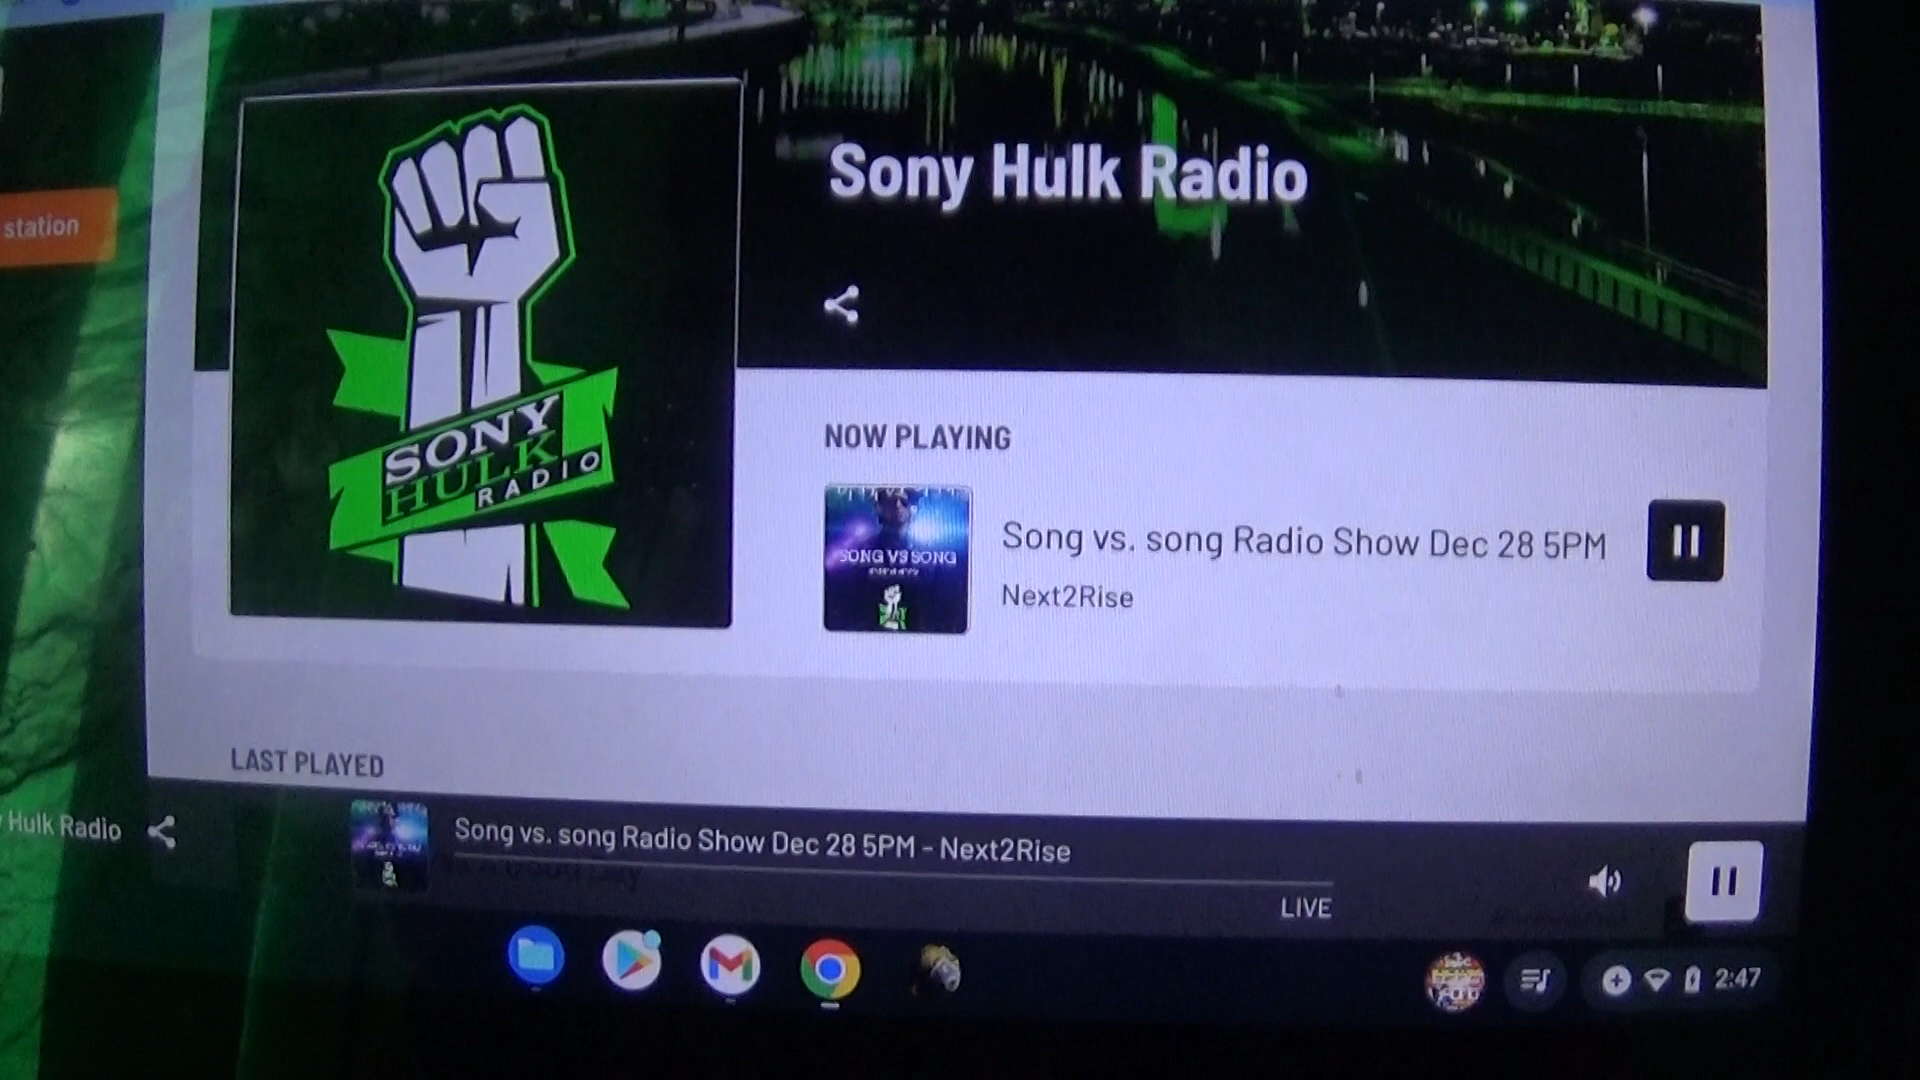 station
Sony Hulk Radio
SONY
HULK
RADIO
NOW PLAYING
SONG VS SONG
Song vs. song Radio Show Dec 28 5PM
Next2Rise
LAST PLAYED
Hulk Radio
Song vs. song Radio Show Dec 28 5PM - Next2Rise
LIVE
2:47